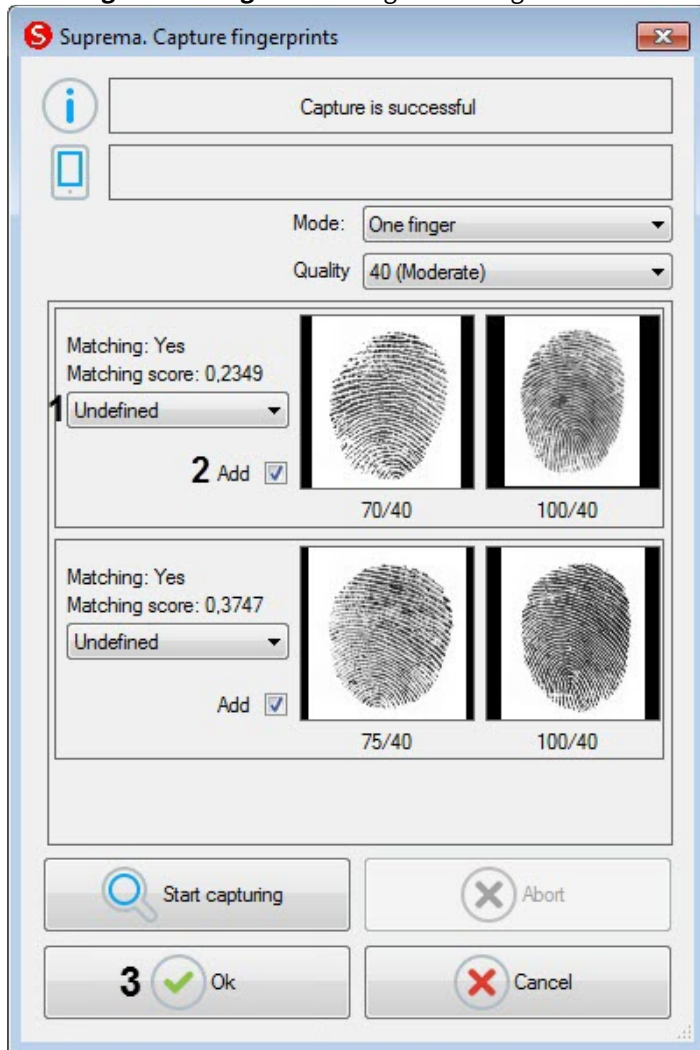 Suprema. Capture fingerprints
Capture is successful
Mode: One finger
Quality 40 (Moderate)
Matching: Yes
Matching score: 0,2349
1 Undefined
2 Add
70/40 100/40
Matching: Yes
Matching score: 0,3747
Undefined
Add
75/40 100/40
Start capturing Abort
3 Ok Cancel